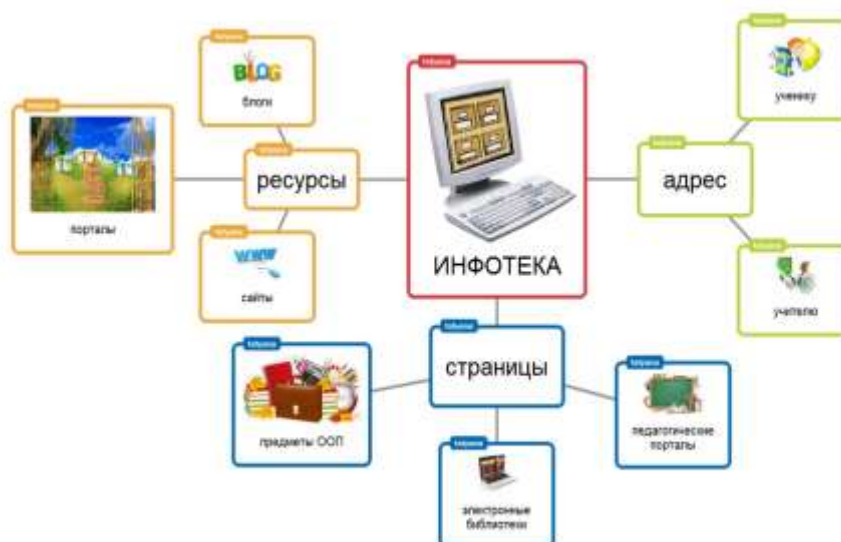 BLOG
блоги
порталы
ресурсы
WWW
сайты
ИНФОТЕКА
ученику
адрес
учителю
страницы
предметы ООП
педагогические
порталы
электронные
библиотеки